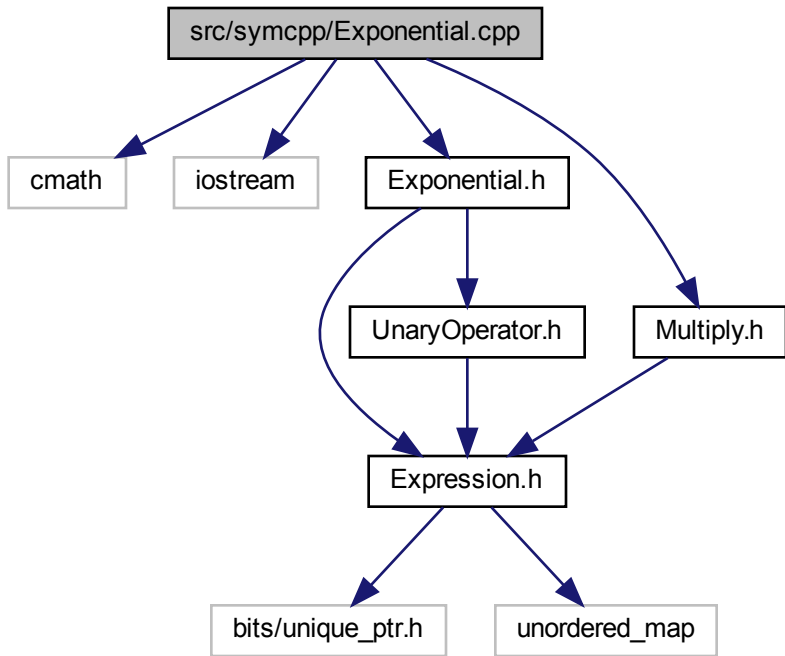 src/symcpp/Exponential.cpp
cmath
iostream
Exponential.h
UnaryOperator.h
Multiply.h
Expression.h
bits/unique_ptr.h
unordered_map